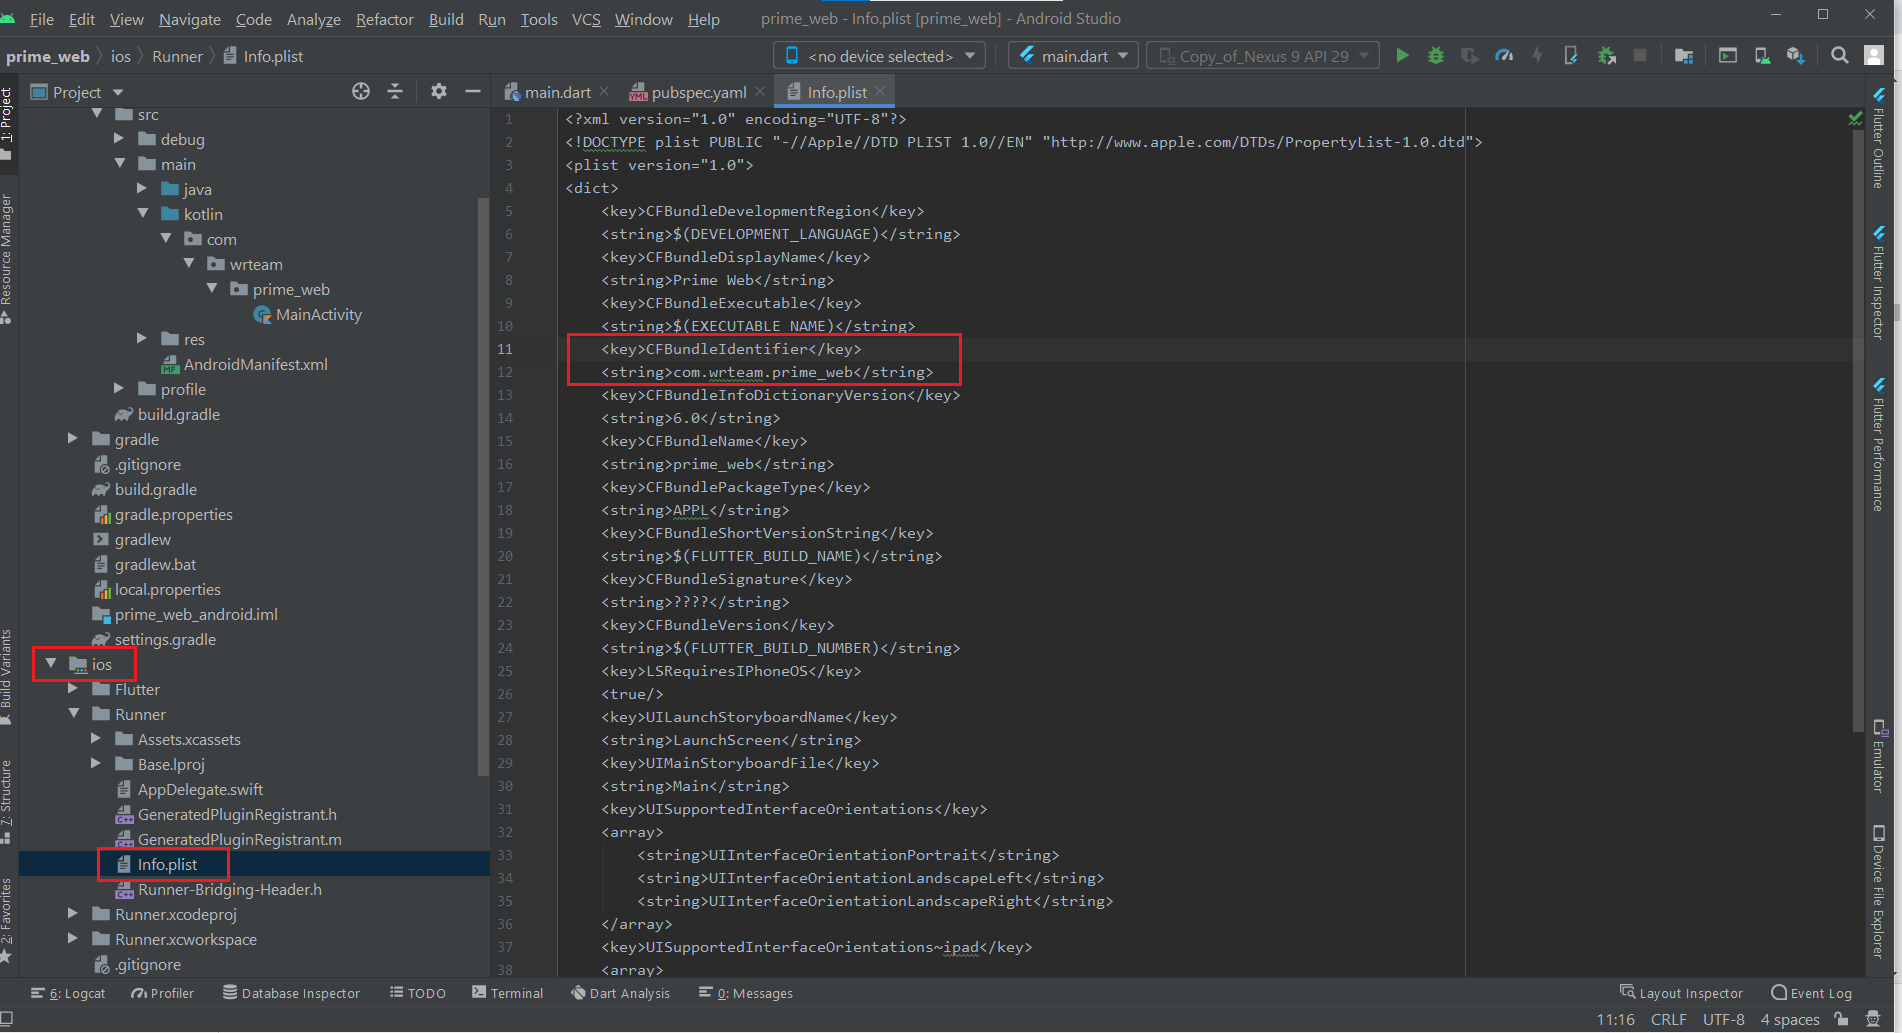 File Edit View Navigate Code Analyze Refactor Build Run Tools VCS Window Help prime_web - Info.plist [prime_web] - Android Studio
prime_web ios Runner Info.plist <no device selected> main.dart Copy_of_Nexus 9 API 29
Project
main.dart pubspec.yaml Info.plist
src
debug
main
java
kotlin
com
wrteam
prime_web
MainActivity
res
AndroidManifest.xml
profile
build.gradle
gradle
.gitignore
build.gradle
gradle.properties
gradlew
gradlew.bat
local.properties
prime_web_android.iml
settings.gradle
ios
Flutter
Runner
Assets.xcassets
Base.lproj
AppDelegate.swift
GeneratedPluginRegistrant.h
GeneratedPluginRegistrant.m
Info.plist
Runner-Bridging-Header.h
Runner.xcodeproj
Runner.xcworkspace
.gitignore
1: Project
Resource Manager
Build Variants
7: Structure
2: Favorites
1 <?xml version="1.0" encoding="UTF-8"?>
2 <!DOCTYPE plist PUBLIC "-//Apple//DTD PLIST 1.0//EN" "http://www.apple.com/DTDs/PropertyList-1.0.dtd">
3 <plist version="1.0">
4 <dict>
5 <key>CFBundleDevelopmentRegion</key>
6 <string>$(DEVELOPMENT_LANGUAGE)</string>
7 <key>CFBundleDisplayName</key>
8 <string>Prime Web</string>
9 <key>CFBundleExecutable</key>
10 <string>$(EXECUTABLE_NAME)</string>
11 <key>CFBundleIdentifier</key>
12 <string>com.wrteam.prime_web</string>
13 <key>CFBundleInfoDictionaryVersion</key>
14 <string>6.0</string>
15 <key>CFBundleName</key>
16 <string>prime_web</string>
17 <key>CFBundlePackageType</key>
18 <string>APPL</string>
19 <key>CFBundleShortVersionString</key>
20 <string>$(FLUTTER_BUILD_NAME)</string>
21 <key>CFBundleSignature</key>
22 <string>????</string>
23 <key>CFBundleVersion</key>
24 <string>$(FLUTTER_BUILD_NUMBER)</string>
25 <key>LSRequiresIPhoneOS</key>
26 <true/>
27 <key>UILaunchStoryboardName</key>
28 <string>LaunchScreen</string>
29 <key>UIMainStoryboardFile</key>
30 <string>Main</string>
31 <key>UISupportedInterfaceOrientations</key>
32 <array>
33 <string>UIInterfaceOrientationPortrait</string>
34 <string>UIInterfaceOrientationLandscapeLeft</string>
35 <string>UIInterfaceOrientationLandscapeRight</string>
36 </array>
37 <key>UISupportedInterfaceOrientations~ipad</key>
38 <array>
Flutter Outline
Flutter Inspector
Flutter Performance
Emulator
Device File Explorer
6: Logcat Profiler Database Inspector TODO Terminal Dart Analysis 0: Messages Layout Inspector Event Log
11:16 CRLF UTF-8 4 spaces